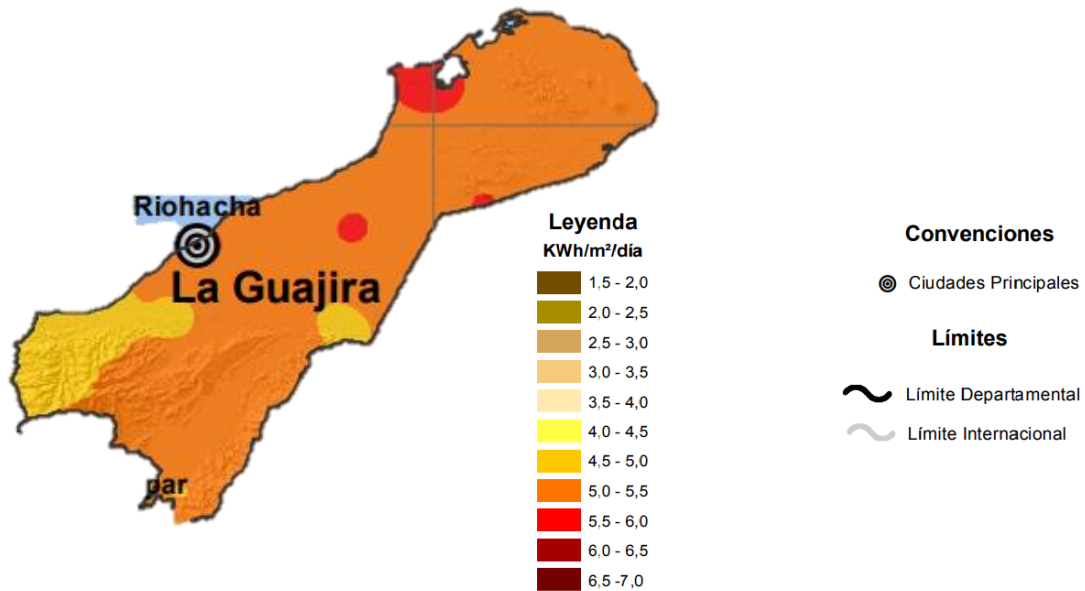 Riohacha
La Guajira
par
Leyenda
KWh/m²/día
1,5 - 2,0
2,0 - 2,5
2,5 - 3,0
3,0 - 3,5
3,5 - 4,0
4,0 - 4,5
4,5 - 5,0
5,0 - 5,5
5,5 - 6,0
6,0 - 6,5
6,5 -7,0
Convenciones
Ciudades Principales
Límites
Límite Departamental
Límite Internacional